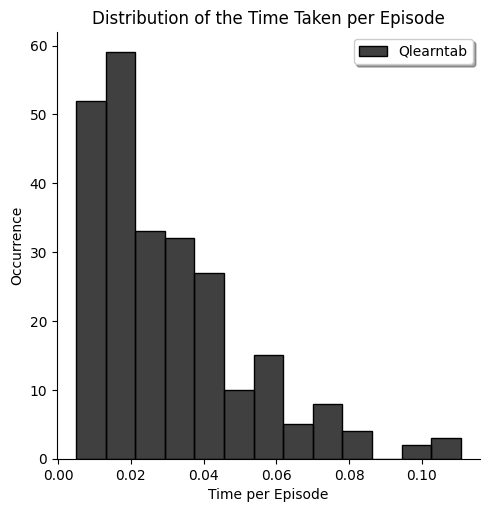 Distribution of the Time Taken per Episode
Qlearntab
60
50
40
30
20
10
0
Occurrence
0.00 0.02 0.04 0.06 0.08 0.10
Time per Episode